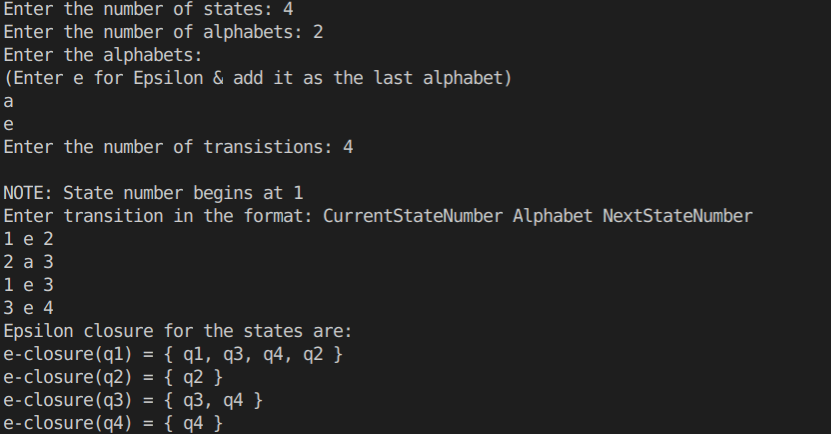 Enter the number of states: 4
Enter the number of alphabets: 2
Enter the alphabets:
(Enter e for Epsilon & add it as the last alphabet)
a
e
Enter the number of transistions: 4
NOTE: State number begins at 1
Enter transition in the format: CurrentStateNumber Alphabet NextStateNumber
1 e 2
2 a 3
1 e 3
3 e 4
Epsilon closure for the states are:
e-closure(q1) = { q1, q3, q4, q2 }
e-closure(q2) = { q2 }
e-closure(q3) = { q3, q4 }
e-closure(q4) = { q4 }